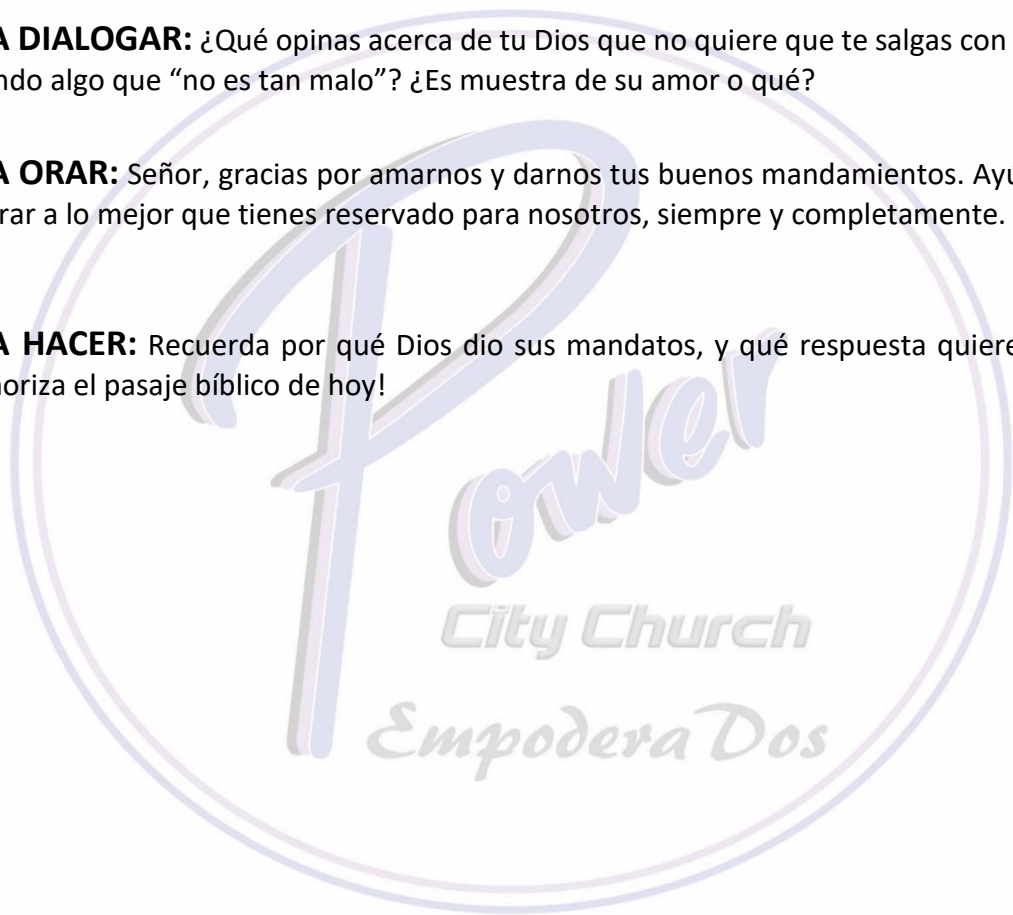 A DIALOGAR: ¿Qué opinas acerca de tu Dios que no quiere que te salgas con
ndo algo que “no es tan malo”? ¿Es muestra de su amor o qué?
A ORAR: Señor, gracias por amarnos y darnos tus buenos mandamientos. Ayu
rar a lo mejor que tienes reservado para nosotros, siempre y completamente.
A HACER: Recuerda por qué Dios dio sus mandatos, y qué respuesta quiere
noriza el pasaje bíblico de hoy!
Power
City Church
Empodera Dos